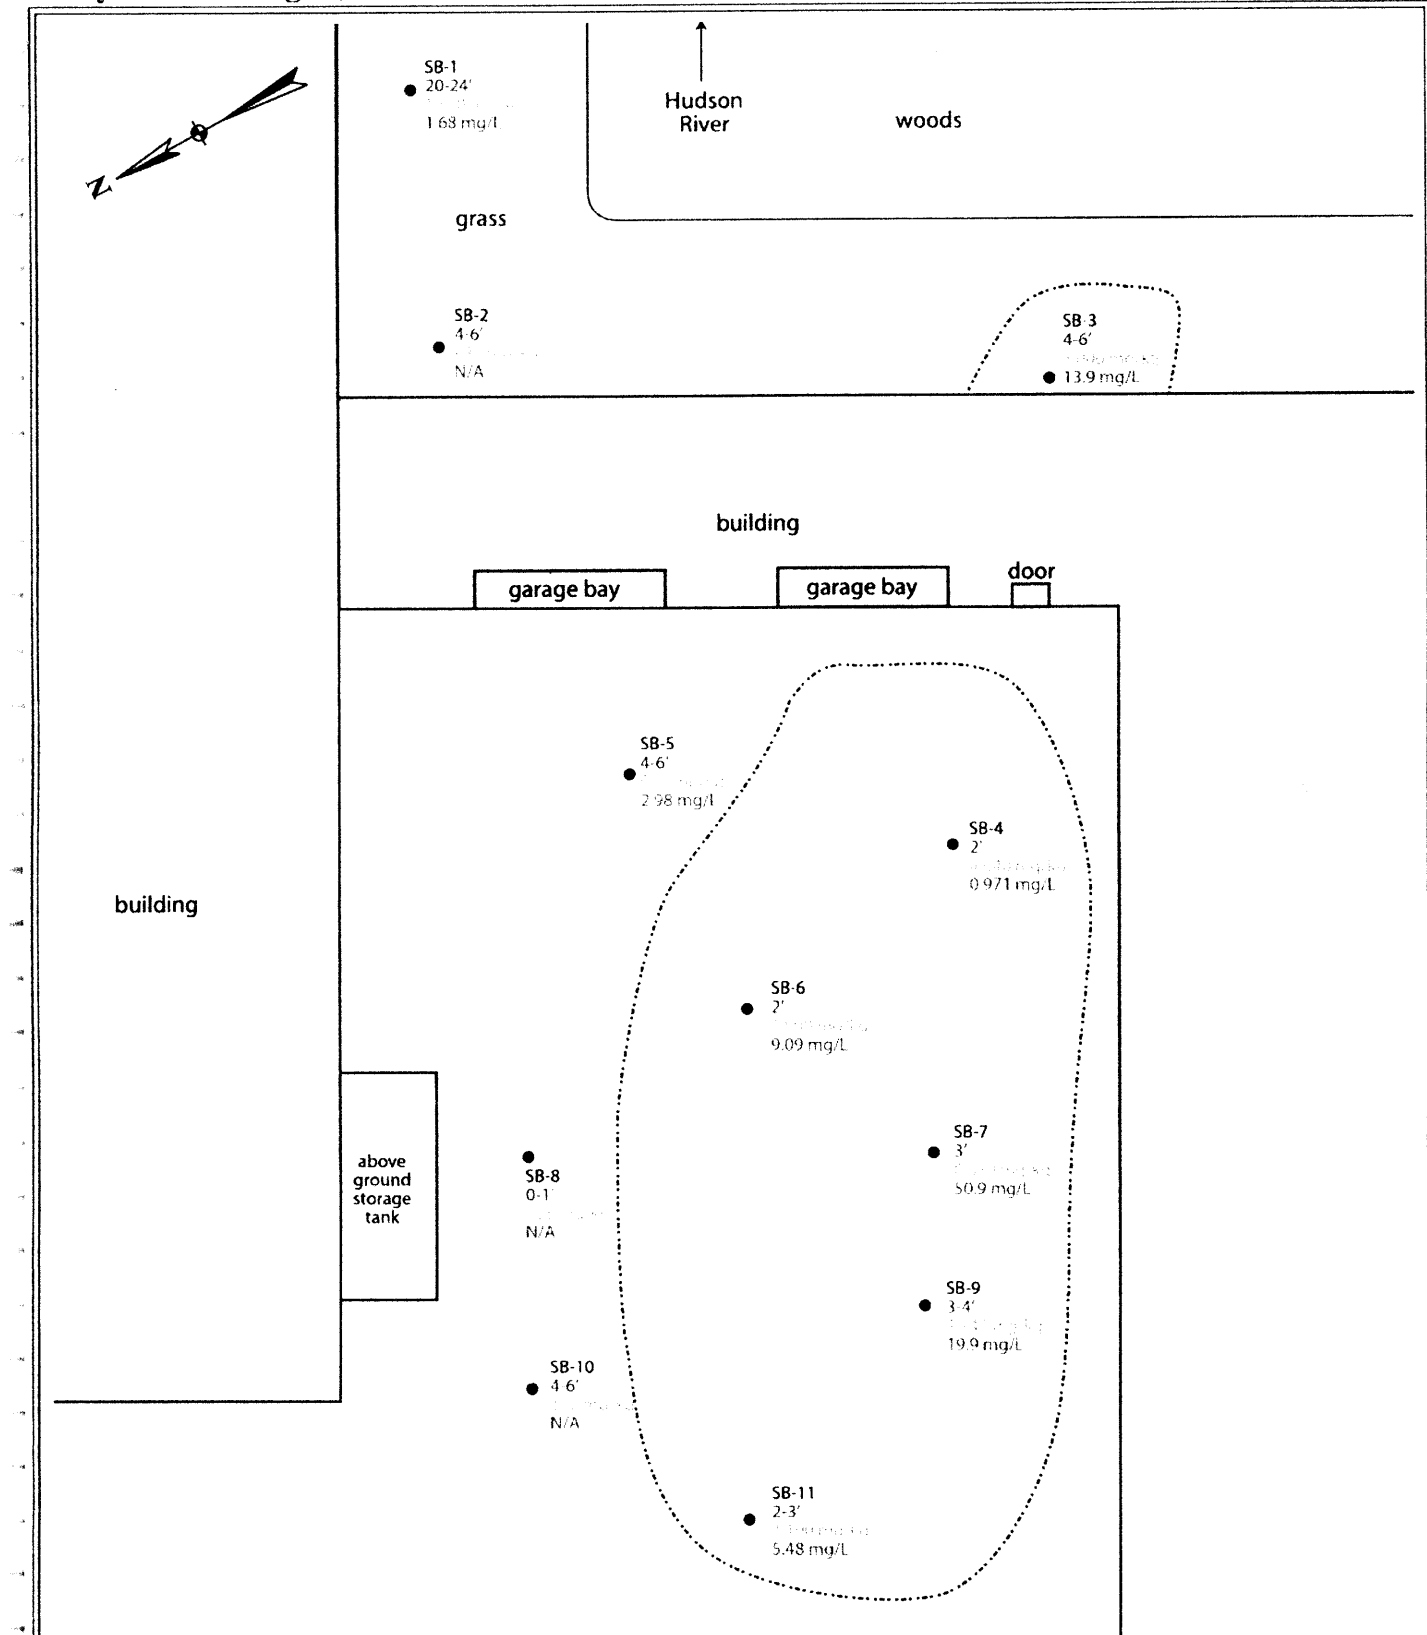 N
SB-1
20-24'
1.68 mg/L
Hudson
River
woods
grass
SB-2
4-6'
N/A
SB-3
4-6'
13.9 mg/L
building
garage bay
garage bay
door
SB-5
4-6'
2.98 mg/L
SB-4
2'
0.971 mg/L
building
SB-6
2'
9.09 mg/L
SB-7
3'
50.9 mg/L
above
ground
storage
tank
SB-8
0-1'
N/A
SB-9
3-4'
19.9 mg/L
SB-10
4-6'
N/A
SB-11
2-3'
5.48 mg/L